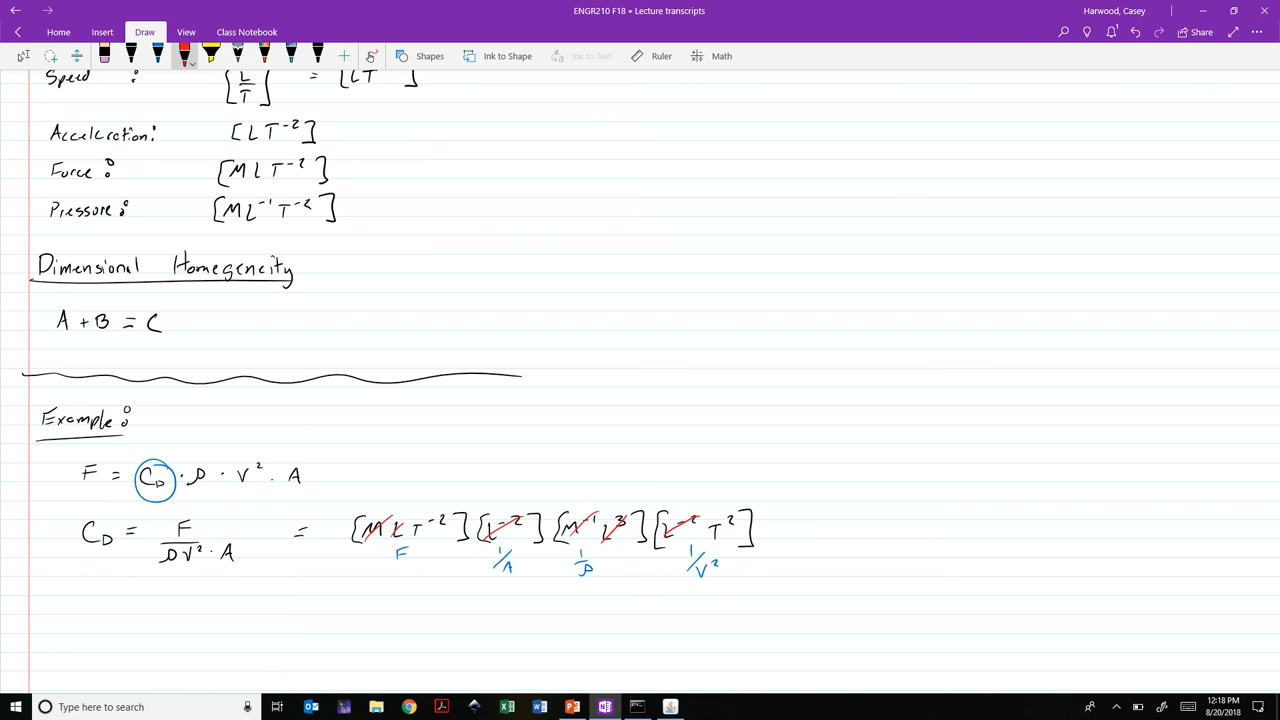 ENGR210 F18 > Lecture transcripts
Harwood, Casey
Home Insert Draw View Class Notebook
Share
Shapes Ink to Shape Ink to Text Ruler Math
Speed : [L/T] = [LT ]
Acceleration: [LT⁻²]
Force: [MLT⁻²]
Pressure: [ML⁻¹T⁻²]
Dimensional Homegeneity
A + B = C
Example:
F = C_D · ρ · V² · A
C_D = F / (ρV² · A) = [MLT⁻²][L⁻²][M⁻¹L³][L⁻²T²]
F 1/A 1/ρ 1/V²
Type here to search
12:18 PM
8/20/2018